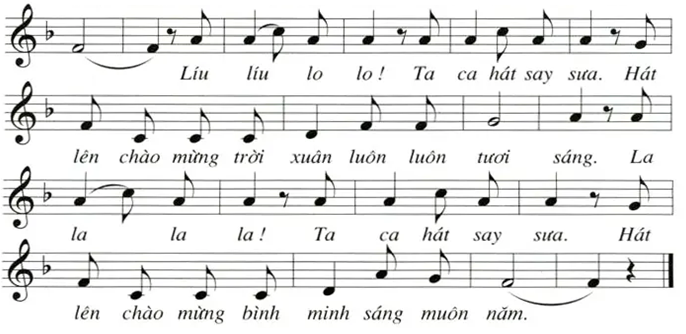 Líu líu lo lo ! Ta ca hát say sưa. Hát
lên chào mừng trời xuân luôn luôn tươi sáng. La
la la la ! Ta ca hát say sưa. Hát
lên chào mừng bình minh sáng muôn năm.